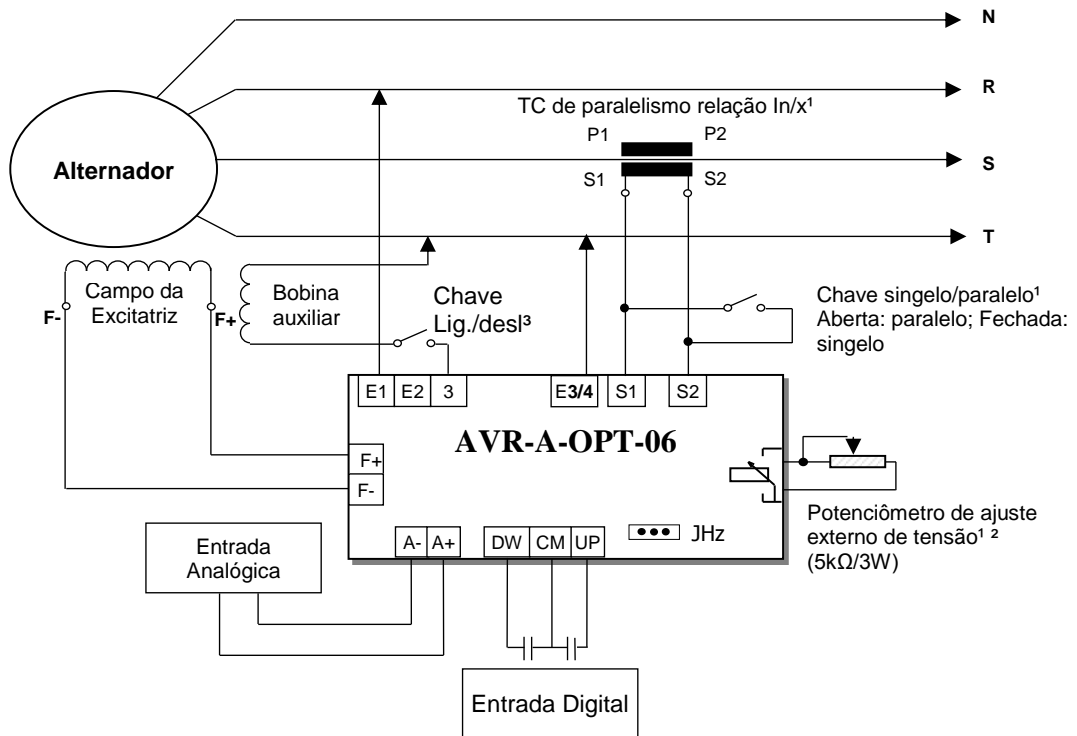 N
R
TC de paralelismo relação In/x¹
P1 P2
Alternador
S
S1 S2
T
Campo da
Excitatriz
F-
F+
Bobina
auxiliar
Chave
Lig./desl³
Chave singelo/paralelo¹
Aberta: paralelo; Fechada:
singelo
E1 E2 3 E3/4 S1 S2
AVR-A-OPT-06
F+
F-
Potenciômetro de ajuste
externo de tensão¹ ²
(5kΩ/3W)
JHz
A- A+ DW CM UP
Entrada
Analógica
Entrada Digital